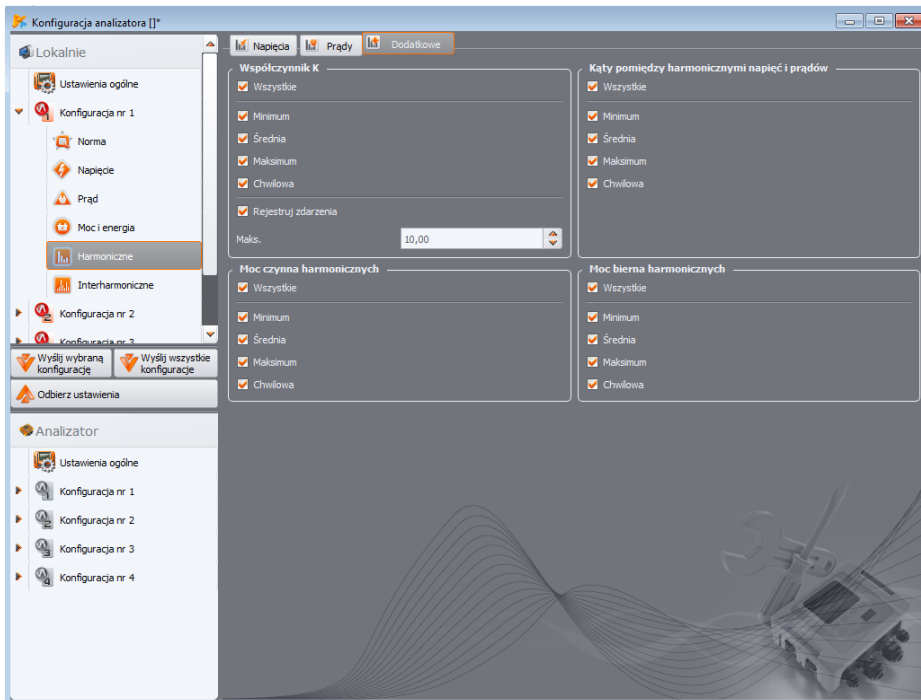 Konfiguracja analizatora []*
Lokalnie
Ustawienia ogólne
Konfiguracja nr 1
Norma
Napięcie
Prąd
Moc i energia
Harmoniczne
Interharmoniczne
Konfiguracja nr 2
Konfiguracja nr 3
Wyślij wybraną
konfigurację
Wyślij wszystkie
konfiguracje
Odbierz ustawienia
Analizator
Ustawienia ogólne
Konfiguracja nr 1
Konfiguracja nr 2
Konfiguracja nr 3
Konfiguracja nr 4
Napięcia
Prądy
Dodatkowe
Współczynnik K
Wszystkie
Minimum
Średnia
Maksimum
Chwilowa
Rejestruj zdarzenia
Maks.
10,00
Kąty pomiędzy harmonicznymi napięć i prądów
Wszystkie
Minimum
Średnia
Maksimum
Chwilowa
Moc czynna harmonicznych
Wszystkie
Minimum
Średnia
Maksimum
Chwilowa
Moc bierna harmonicznych
Wszystkie
Minimum
Średnia
Maksimum
Chwilowa